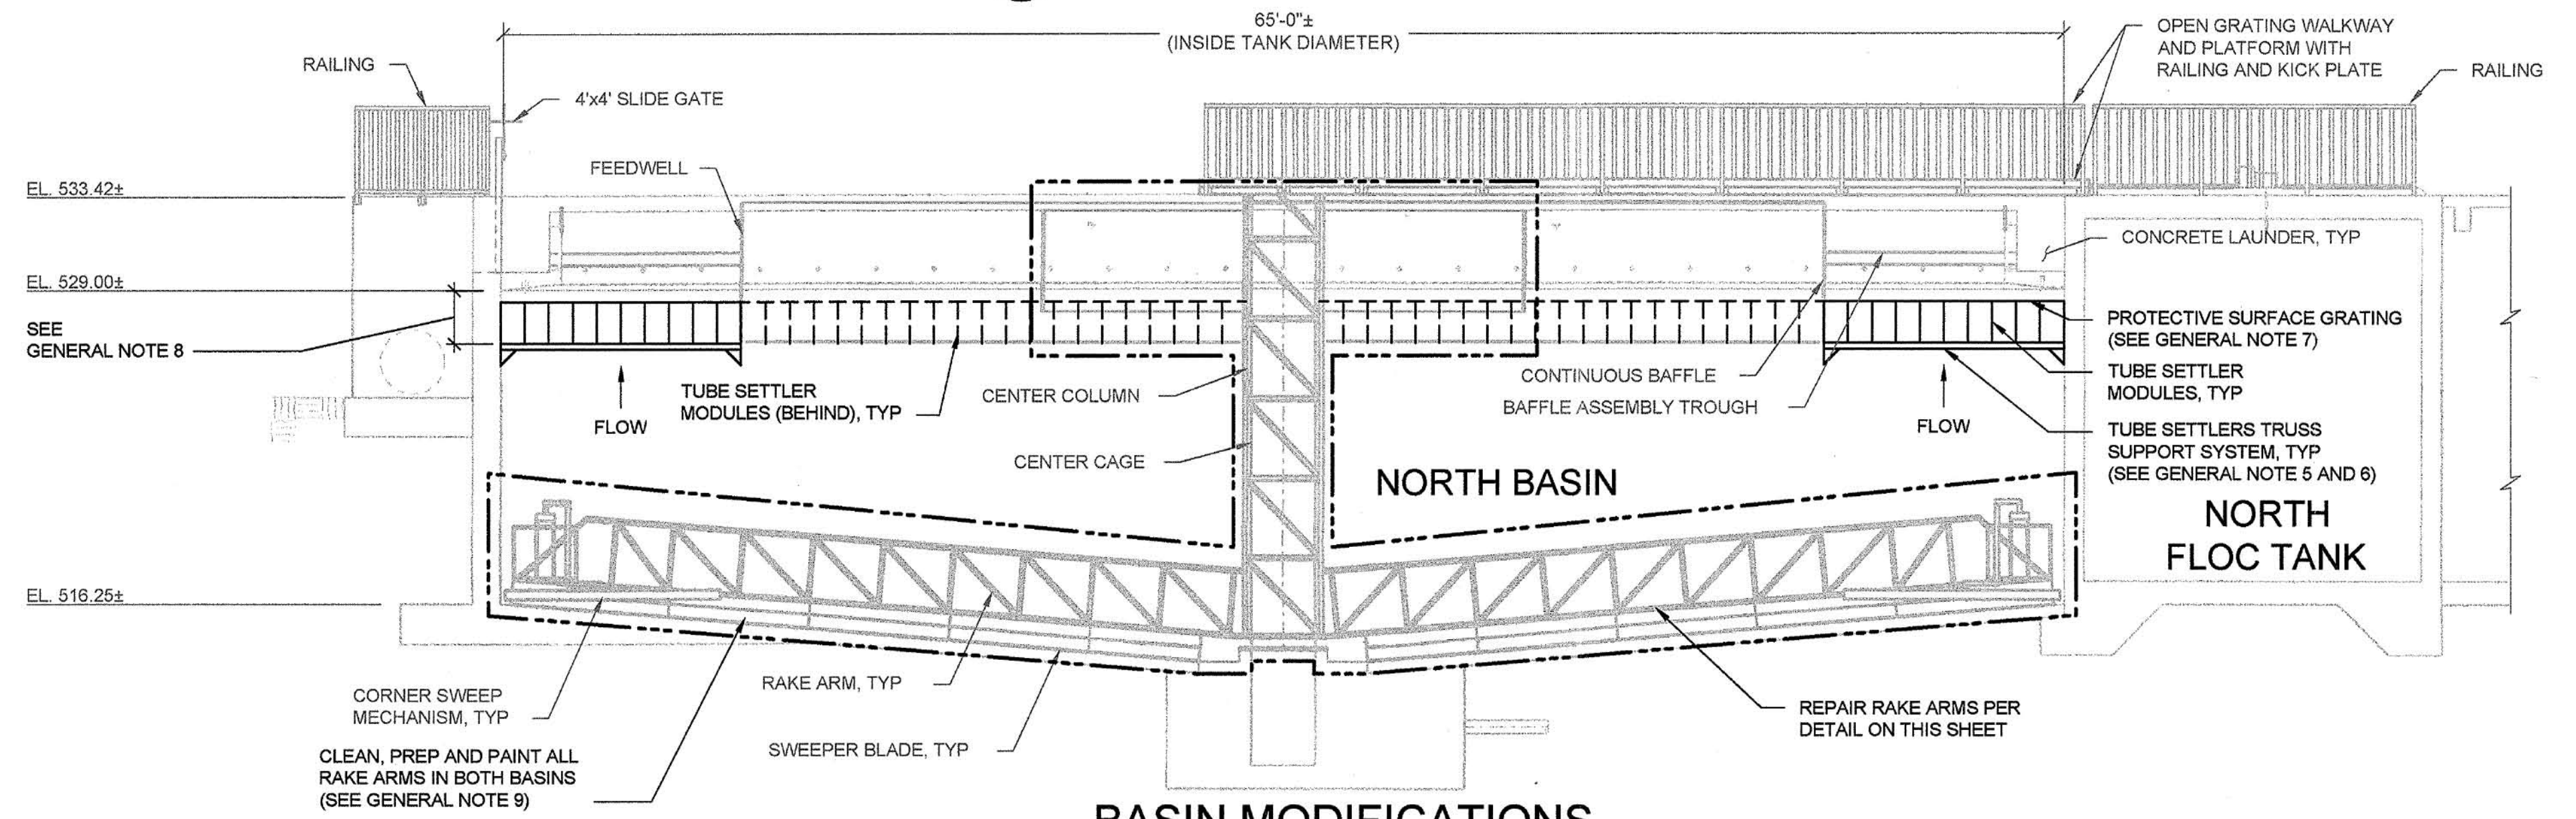 65'-0"±
(INSIDE TANK DIAMETER)
OPEN GRATING WALKWAY
AND PLATFORM WITH
RAILING AND KICK PLATE
RAILING
RAILING
4'x4' SLIDE GATE
FEEDWELL
EL. 533.42±
CONCRETE LAUNDER, TYP
EL. 529.00±
SEE
GENERAL NOTE 8
PROTECTIVE SURFACE GRATING
(SEE GENERAL NOTE 7)
TUBE SETTLER
MODULES, TYP
TUBE SETTLER
MODULES (BEHIND), TYP
FLOW
CENTER COLUMN
CONTINUOUS BAFFLE
BAFFLE ASSEMBLY TROUGH
FLOW
TUBE SETTLERS TRUSS
SUPPORT SYSTEM, TYP
(SEE GENERAL NOTE 5 AND 6)
CENTER CAGE
NORTH BASIN
NORTH
FLOC TANK
EL. 516.25±
CORNER SWEEP
MECHANISM, TYP
RAKE ARM, TYP
REPAIR RAKE ARMS PER
DETAIL ON THIS SHEET
SWEEPER BLADE, TYP
CLEAN, PREP AND PAINT ALL
RAKE ARMS IN BOTH BASINS
(SEE GENERAL NOTE 9)
BASIN MODIFICATIONS